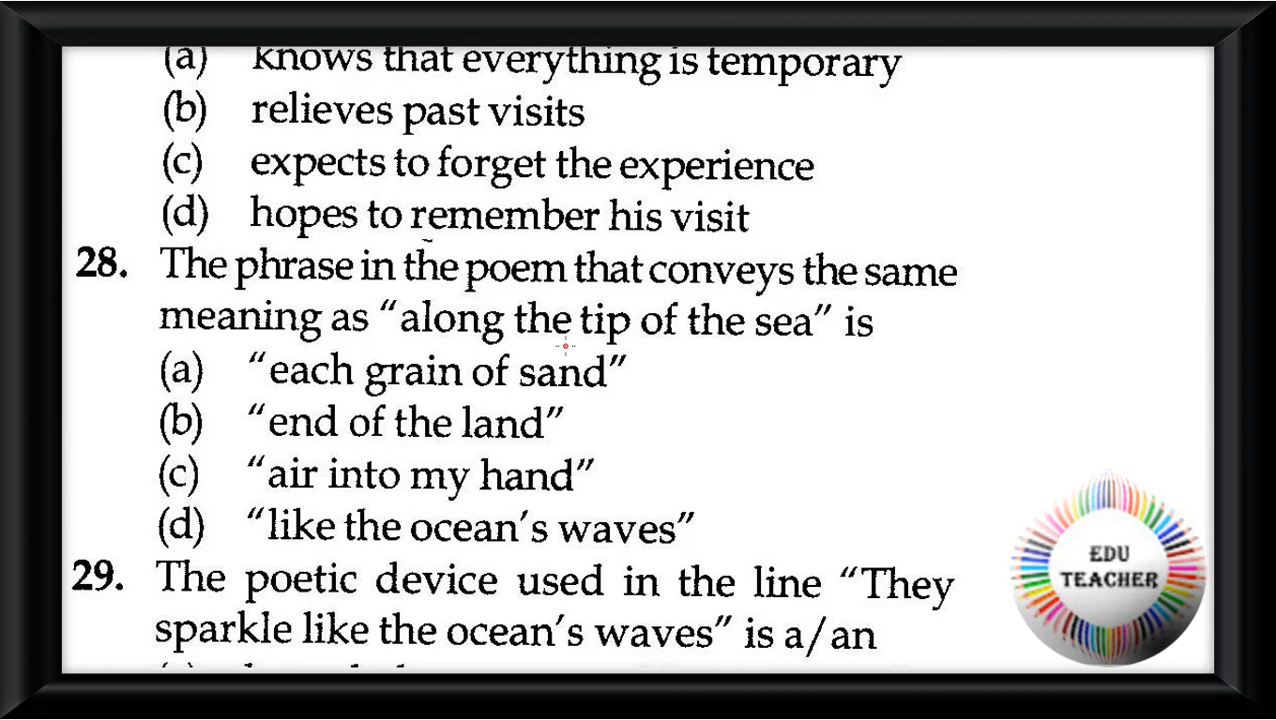 (a) knows that everything is temporary
(b) relieves past visits
(c) expects to forget the experience
(d) hopes to remember his visit
28. The phrase in the poem that conveys the same
meaning as “along the tip of the sea” is
(a) “each grain of sand”
(b) “end of the land”
(c) “air into my hand”
(d) “like the ocean’s waves”
29. The poetic device used in the line “They
sparkle like the ocean’s waves” is a/an
EDU
TEACHER